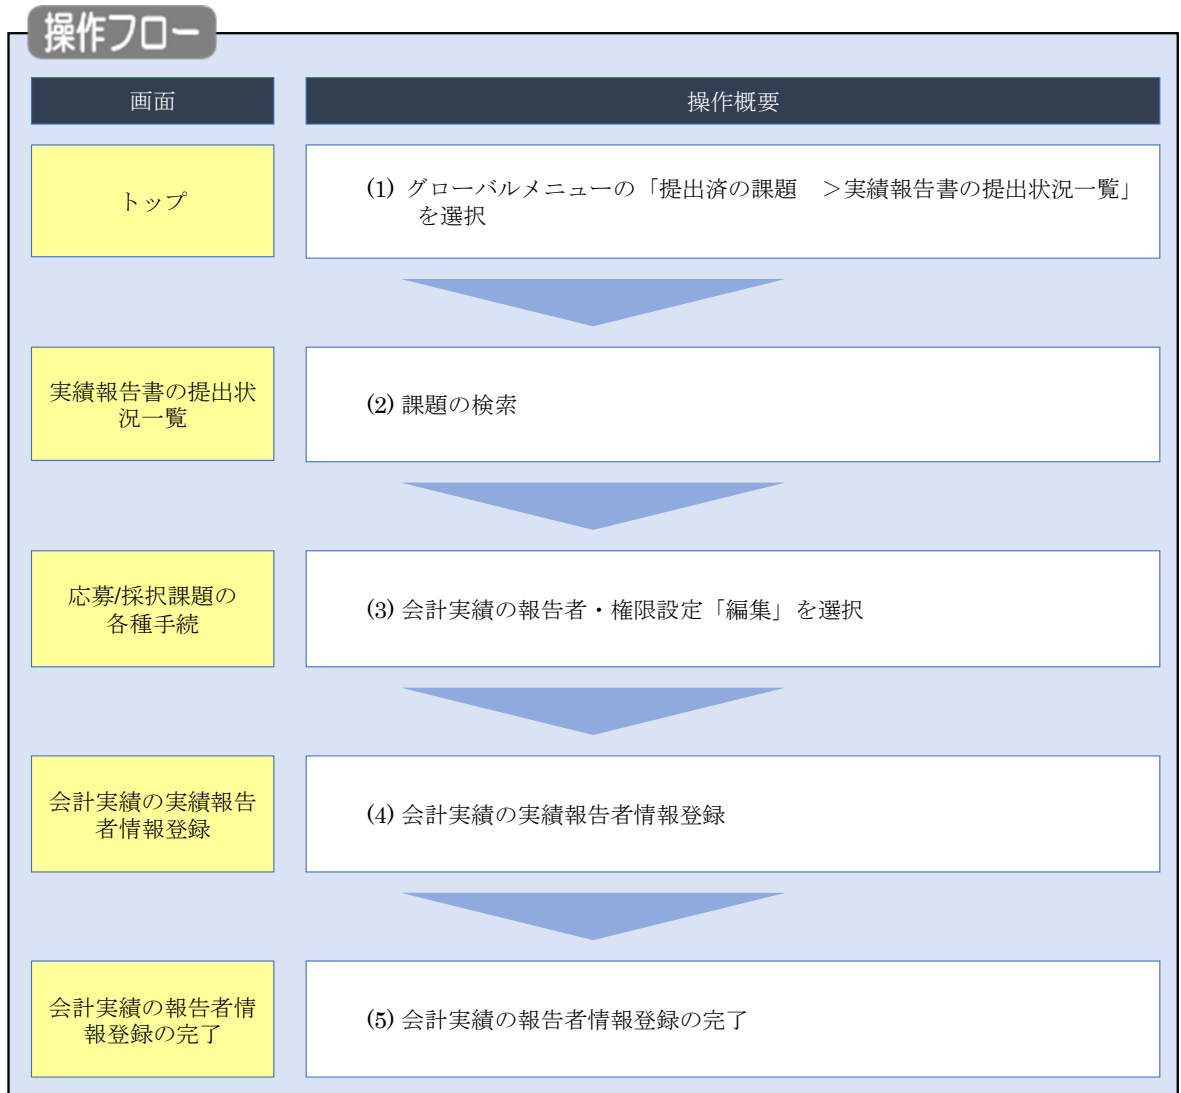 操作フロー
画面
操作概要
トップ
(1) グローバルメニューの「提出済の課題　＞実績報告書の提出状況一覧」
を選択
実績報告書の提出状
況一覧
(2) 課題の検索
応募/採択課題の
各種手続
(3) 会計実績の報告者・権限設定「編集」を選択
会計実績の実績報告
者情報登録
(4) 会計実績の実績報告者情報登録
会計実績の報告者情
報登録の完了
(5) 会計実績の報告者情報登録の完了